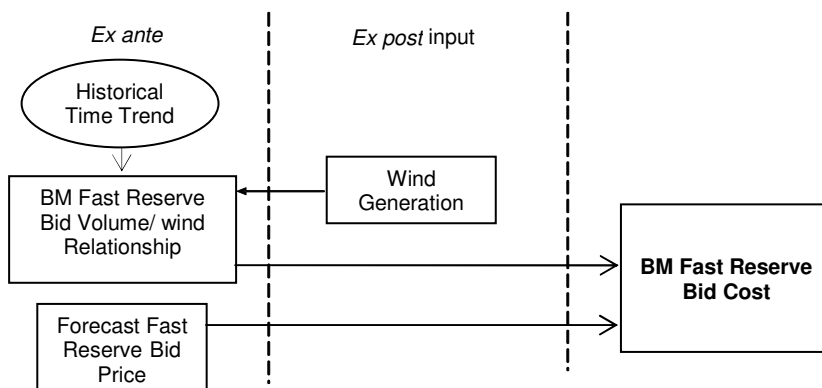 Ex ante
Ex post input
Historical
Time Trend
BM Fast Reserve
Bid Volume/ wind
Relationship
Wind
Generation
BM Fast Reserve
Bid Cost
Forecast Fast
Reserve Bid
Price